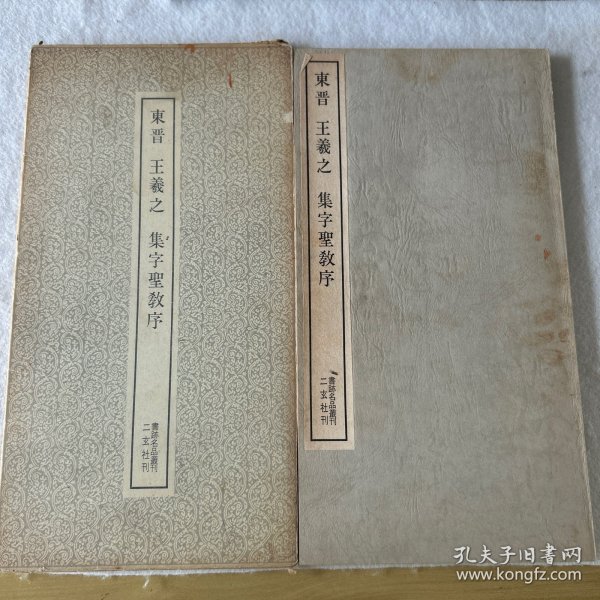 東晋 王羲之 集字聖教序
書跡名品叢刊
二玄社刊
東晋 王羲之 集字聖教序
書跡名品叢刊
二玄社刊
孔夫子旧书网
www.kongfz.com